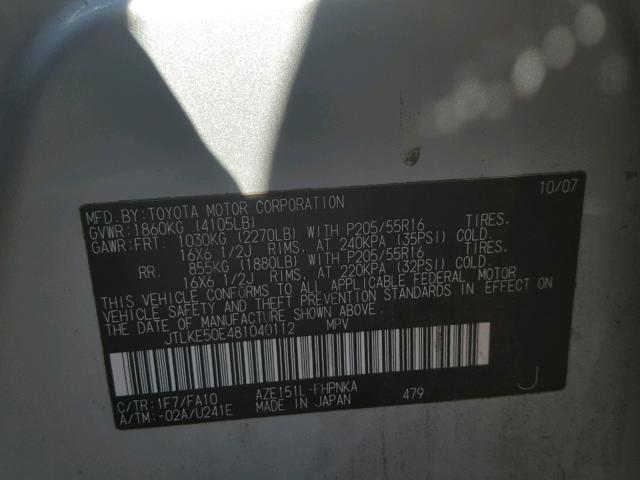 10/07
MFD.BY:TOYOTA MOTOR CORPORATION
GVWR:1860KG (4105LB)
GAWR:FRT. 1030KG (2270LB) WITH P205/55R16 TIRES.
16X6 1/2J RIMS. AT 240KPA (35PSI) COLD.
RR. 855KG (1880LB) WITH P205/55R16 TIRES.
16X6 1/2J RIMS. AT 220KPA (32PSI) COLD.
THIS VEHICLE CONFORMS TO ALL APPLICABLE FEDERAL MOTOR
VEHICLE SAFETY AND THEFT PREVENTION STANDARDS IN EFFECT ON
THE DATE OF MANUFACTURE SHOWN ABOVE.
JTLKE50E481040112 MPV
C/TR:1F7/FA10 AZE151L-FHPNKA
A/TM:-02A/U241E MADE IN JAPAN 479 J